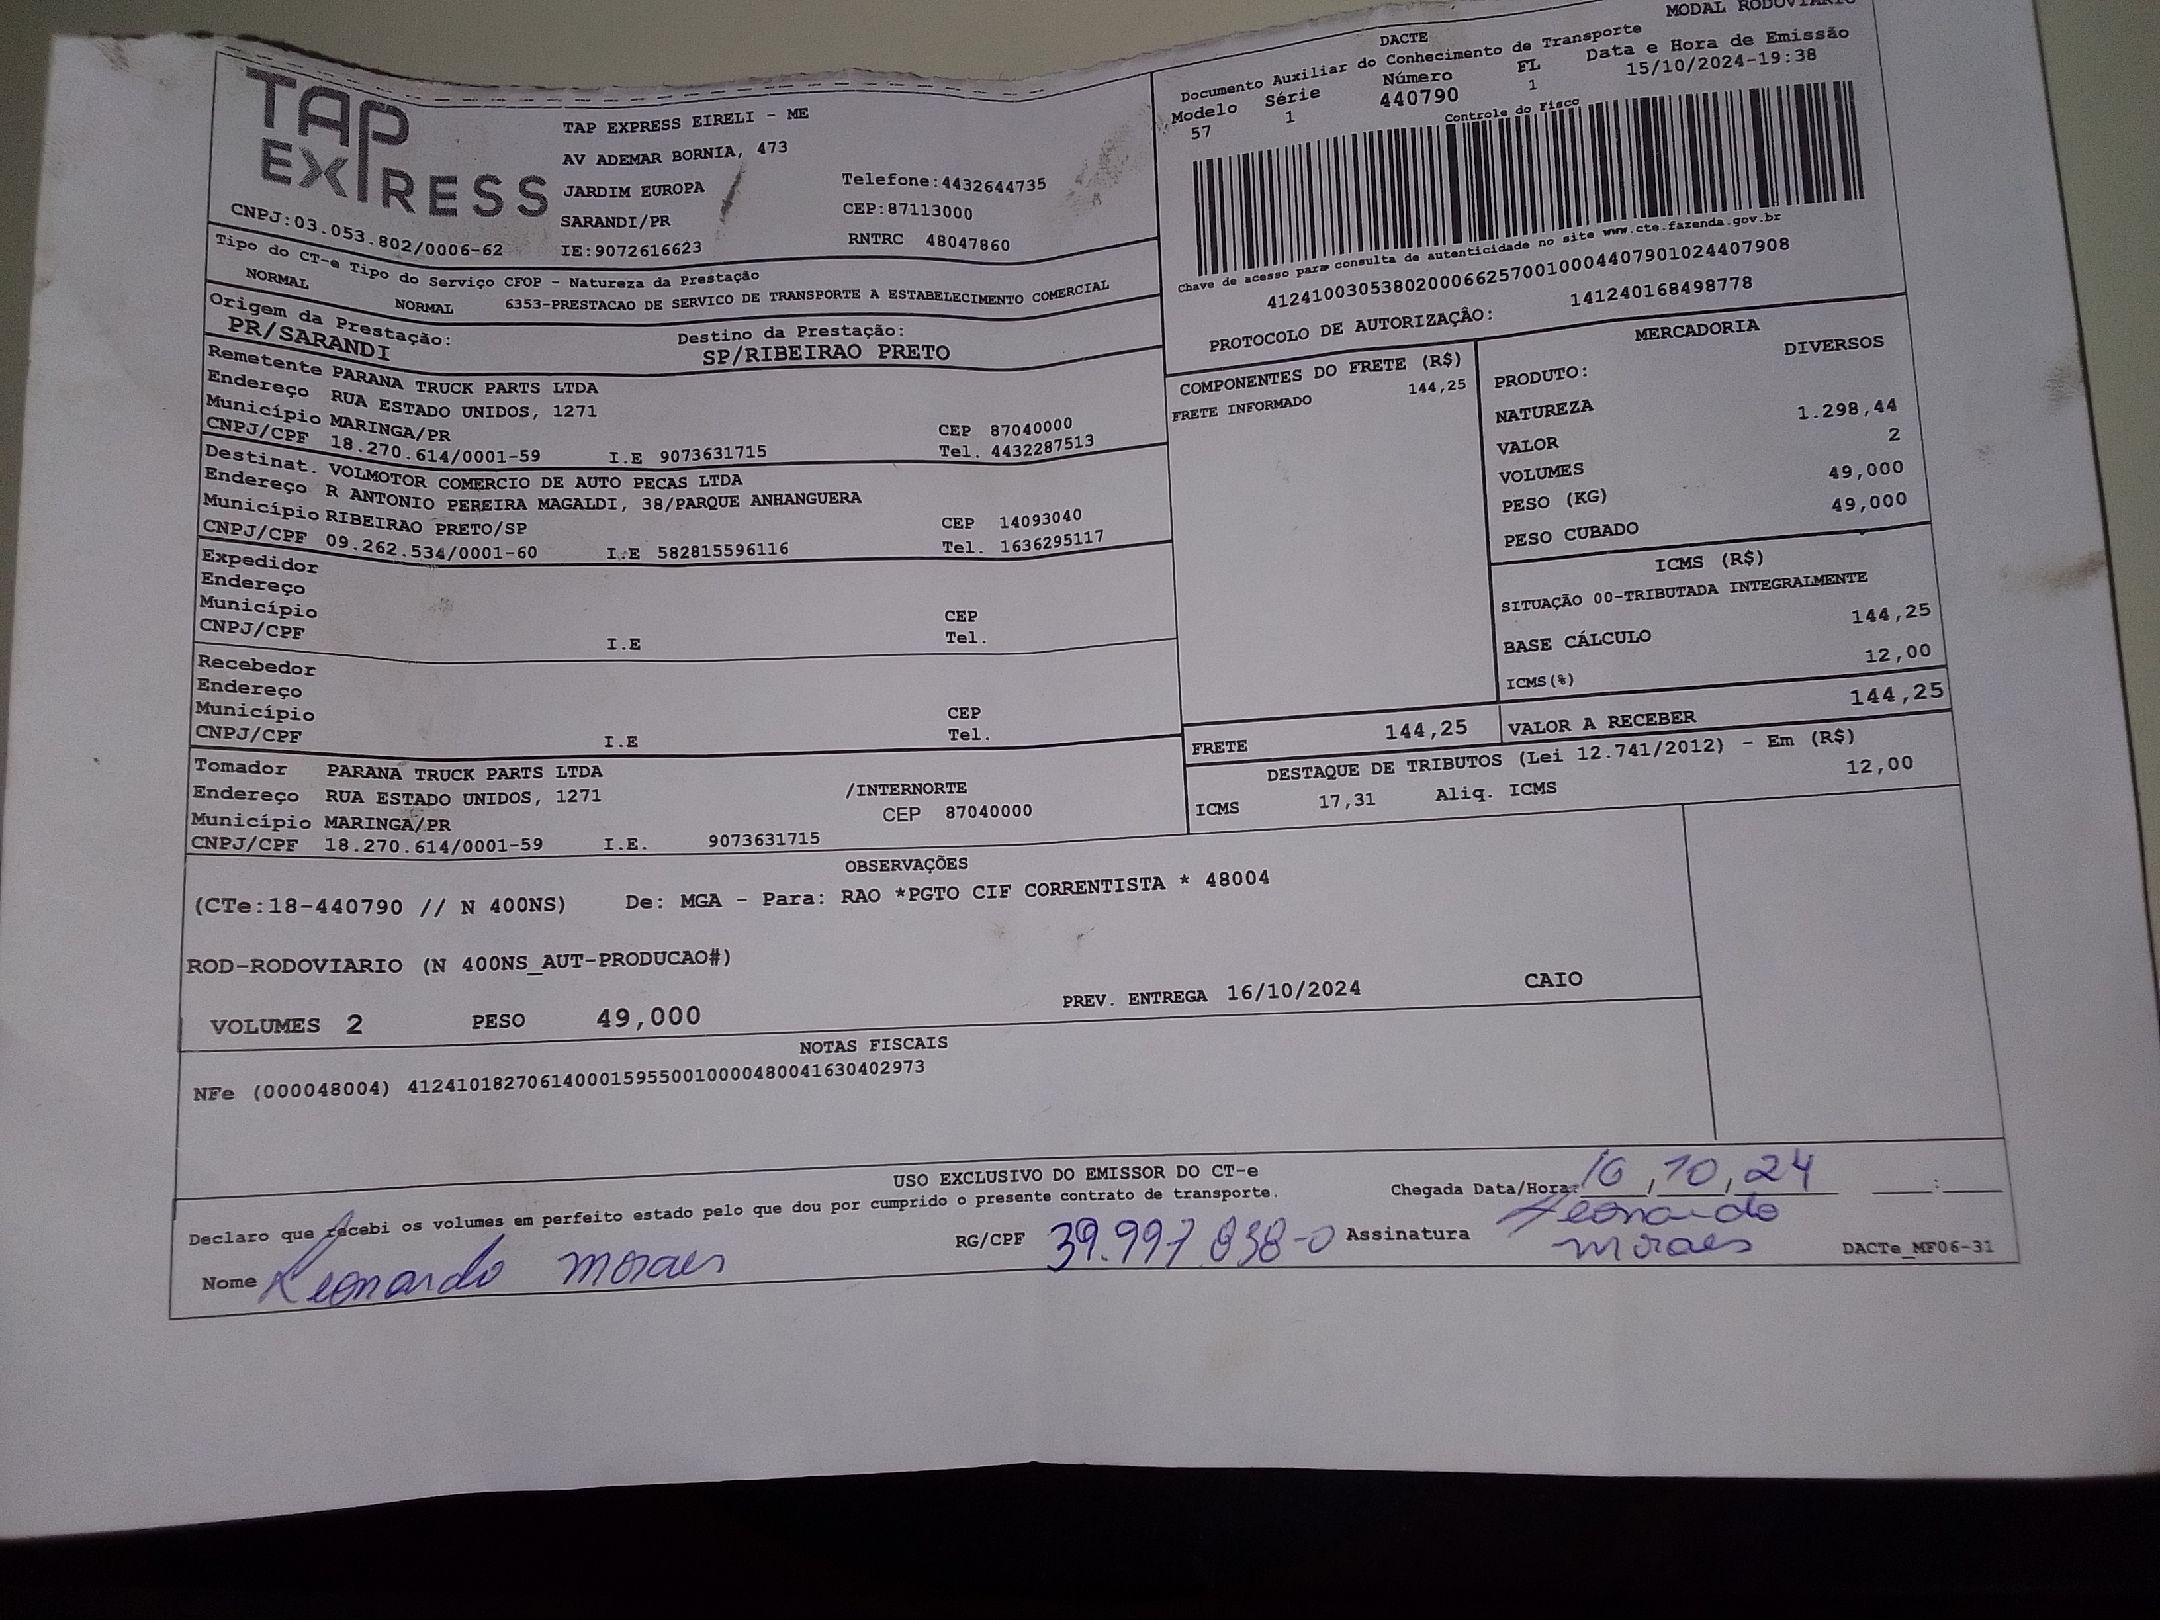 MODAL RODOVIARIO
DACTE
Documento Auxiliar do Conhecimento de Transporte
Modelo Série Número FL Data e Hora de Emissão
57 1 440790 1 15/10/2024-19:38
Controle do Fisco
Chave de acesso para consulta de autenticidade no site www.cte.fazenda.gov.br
41241003053802000662570010004407901024407908
PROTOCOLO DE AUTORIZAÇÃO: 141240168498778
TAP EXPRESS
CNPJ:03.053.802/0006-62
TAP EXPRESS EIRELI - ME
AV ADEMAR BORNIA, 473
JARDIM EUROPA Telefone:4432644735
SARANDI/PR CEP:87113000
IE:9072616623 RNTRC 48047860
Tipo do CT-e Tipo do Serviço CFOP - Natureza da Prestação
NORMAL NORMAL 6353-PRESTACAO DE SERVICO DE TRANSPORTE A ESTABELECIMENTO COMERCIAL
Origem da Prestação: Destino da Prestação:
PR/SARANDI SP/RIBEIRAO PRETO
Remetente PARANA TRUCK PARTS LTDA
Endereço RUA ESTADO UNIDOS, 1271
Município MARINGA/PR CEP 87040000
CNPJ/CPF 18.270.614/0001-59 I.E 9073631715 Tel. 4432287513
Destinat. VOLMOTOR COMERCIO DE AUTO PECAS LTDA
Endereço R ANTONIO PEREIRA MAGALDI, 38/PARQUE ANHANGUERA
Município RIBEIRAO PRETO/SP CEP 14093040
CNPJ/CPF 09.262.534/0001-60 I.E 582815596116 Tel. 1636295117
Expedidor
Endereço
Município CEP
CNPJ/CPF I.E Tel.
Recebedor
Endereço
Município CEP
CNPJ/CPF I.E Tel.
Tomador PARANA TRUCK PARTS LTDA
Endereço RUA ESTADO UNIDOS, 1271 /INTERNORTE
Município MARINGA/PR CEP 87040000
CNPJ/CPF 18.270.614/0001-59 I.E. 9073631715
COMPONENTES DO FRETE (R$)
FRETE INFORMADO 144,25
MERCADORIA
PRODUTO: DIVERSOS
NATUREZA
VALOR 1.298,44
VOLUMES 2
PESO (KG) 49,000
PESO CUBADO 49,000
ICMS (R$)
SITUAÇÃO 00-TRIBUTADA INTEGRALMENTE
BASE CÁLCULO 144,25
ICMS(%) 12,00
FRETE 144,25 VALOR A RECEBER 144,25
DESTAQUE DE TRIBUTOS (Lei 12.741/2012) - Em (R$)
ICMS 17,31 Aliq. ICMS 12,00
OBSERVAÇÕES
(CTe:18-440790 // N 400NS) De: MGA - Para: RAO *PGTO CIF CORRENTISTA * 48004
ROD-RODOVIARIO (N 400NS_AUT-PRODUCAO#)
VOLUMES 2 PESO 49,000 PREV. ENTREGA 16/10/2024 CAIO
NOTAS FISCAIS
NFe (000048004) 41241018270614000159550010000480041630402973
USO EXCLUSIVO DO EMISSOR DO CT-e
Declaro que recebi os volumes em perfeito estado pelo que dou por cumprido o presente contrato de transporte. Chegada Data/Hora: 16,10,24 :
Nome Leonardo moraes RG/CPF 39.997.838-0 Assinatura Leonardo
moraes
DACTe_MF06-31